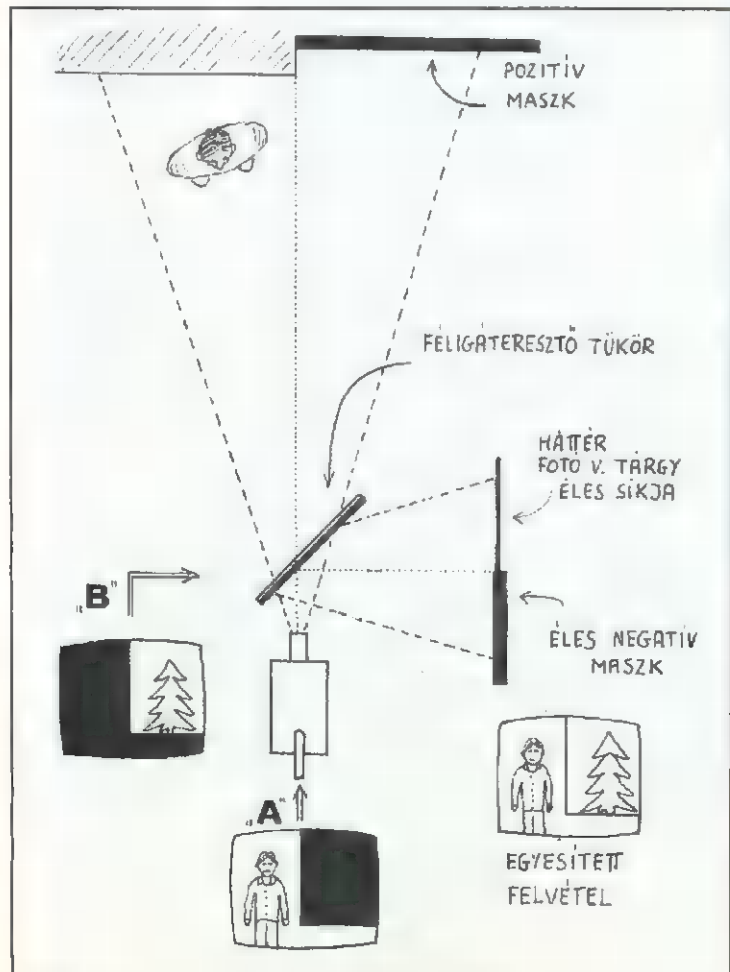 POZITÍV
MASZK
FÉLIGÁTERESZTŐ TÜKÖR
HÁTTÉR
FOTÓ V. TÁRGY
ÉLES SÍKJA
„B”
ÉLES NEGATÍV
MASZK
„A”
EGYESÍTETT
FELVÉTEL